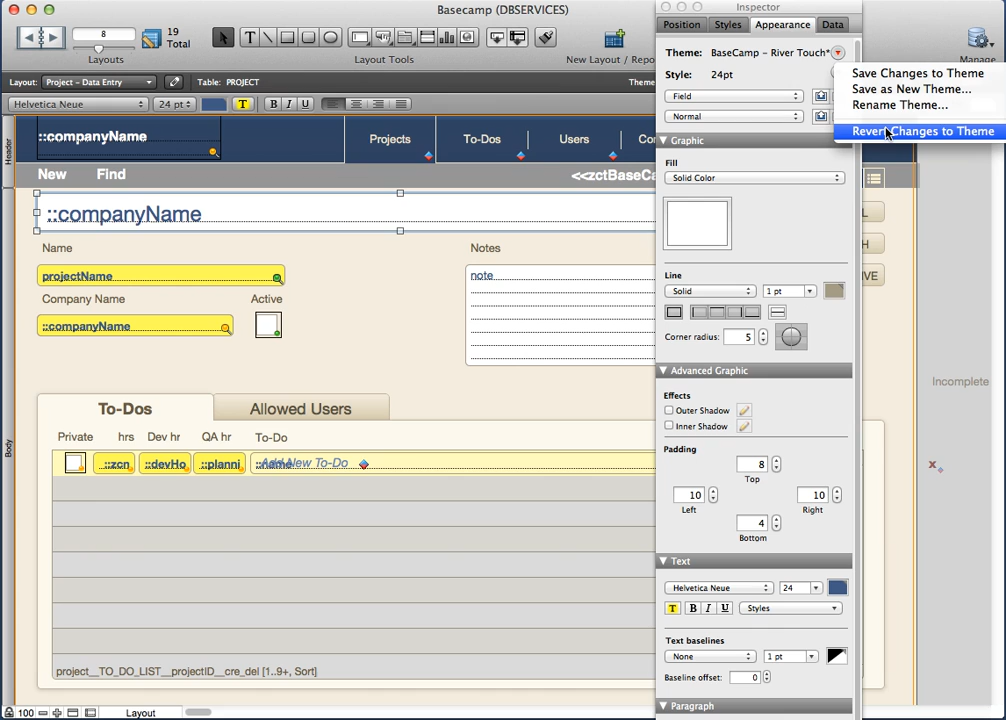 Basecamp (DBSERVICES)
8
19
Total
Layouts
T
Layout Tools
New Layout / Repo
Manage
Layout: Project – Data Entry
Table: PROJECT
Theme
Helvetica Neue
24 pt
T
B I U
Header
::companyName
Projects
To-Dos
Users
Co
New
Find
<<zctBaseCa
::companyName
Name
projectName
Company Name
Active
::companyName
Notes
note
L
H
VE
Incomplete
Body
To-Dos
Allowed Users
Private
hrs
Dev hr
QA hr
To-Do
::zcn
::devHo
::planni
::name
Add New To-Do
x
project__TO_DO_LIST__projectID__cre_del [1..9+, Sort]
100
Layout
Inspector
Position
Styles
Appearance
Data
Theme: BaseCamp – River Touch*
Style: 24pt
Field
Normal
Graphic
Fill
Solid Color
Line
Solid
1 pt
Corner radius: 5
Advanced Graphic
Effects
Outer Shadow
Inner Shadow
Padding
8
Top
10
Left
10
Right
4
Bottom
Text
Helvetica Neue
24
T B I U
Styles
Text baselines
None
1 pt
Baseline offset: 0
Paragraph
Save Changes to Theme
Save as New Theme...
Rename Theme...
Revert Changes to Theme